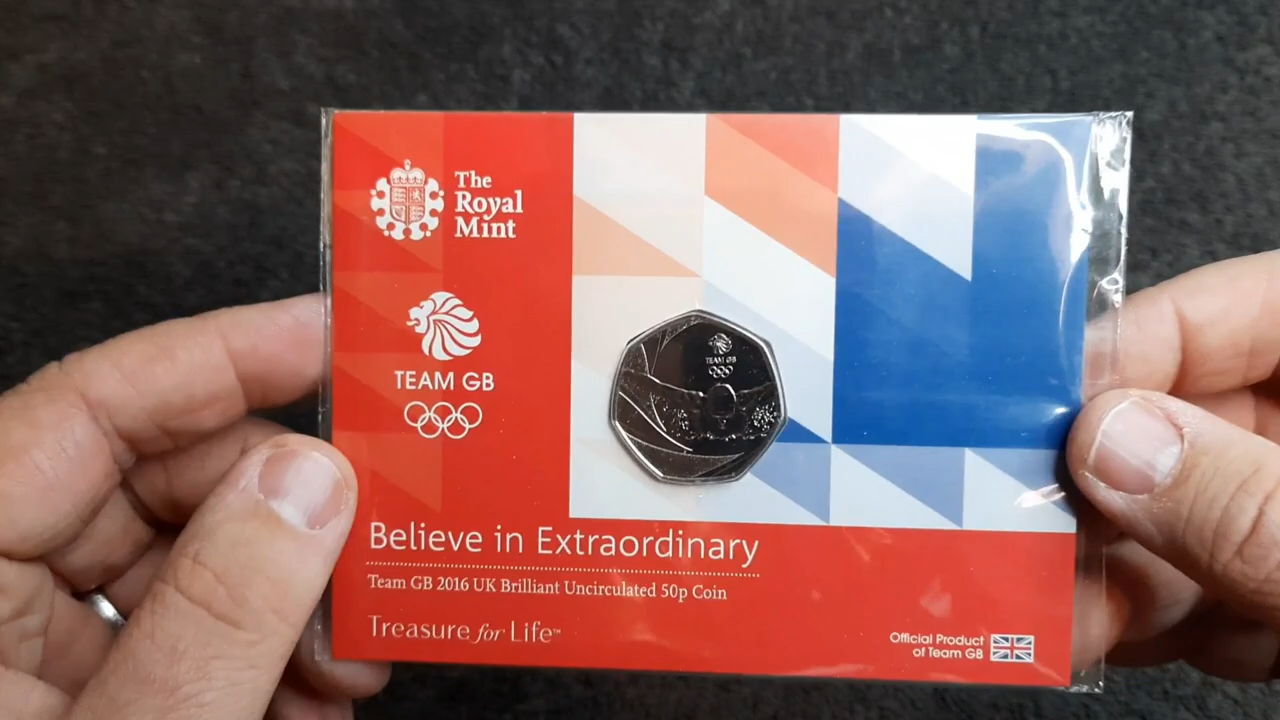 The
Royal
Mint
TEAM GB
TEAM GB
Believe in Extraordinary
Team GB 2016 UK Brilliant Uncirculated 50p Coin
Treasure for Life™
Official Product
of Team GB